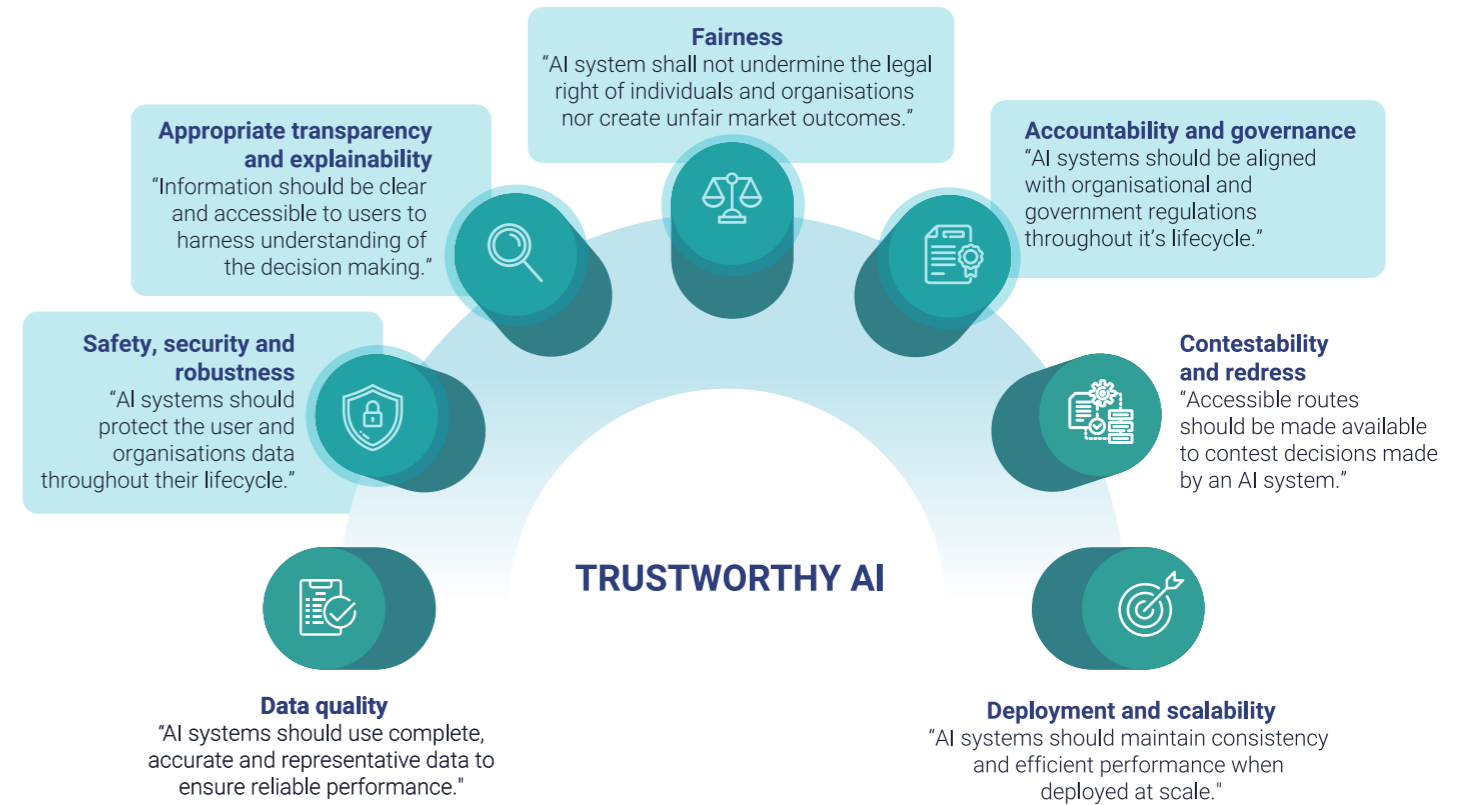 Fairness
“AI system shall not undermine the legal
right of individuals and organisations
nor create unfair market outcomes.”
Appropriate transparency
and explainability
“Information should be clear
and accessible to users to
harness understanding of
the decision making.”
Accountability and governance
“AI systems should be aligned
with organisational and
government regulations
throughout it’s lifecycle.”
Safety, security and
robustness
“AI systems should
protect the user and
organisations data
throughout their lifecycle.”
Contestability
and redress
“Accessible routes
should be made available
to contest decisions made
by an AI system.”
TRUSTWORTHY AI
Data quality
“AI systems should use complete,
accurate and representative data to
ensure reliable performance."
Deployment and scalability
“AI systems should maintain consistency
and efficient performance when
deployed at scale."